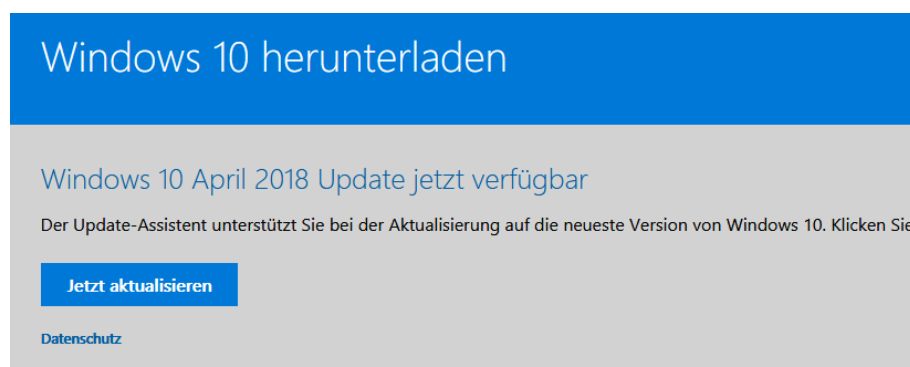 Windows 10 herunterladen
Windows 10 April 2018 Update jetzt verfügbar
Der Update-Assistent unterstützt Sie bei der Aktualisierung auf die neueste Version von Windows 10. Klicken Sie
Jetzt aktualisieren
Datenschutz